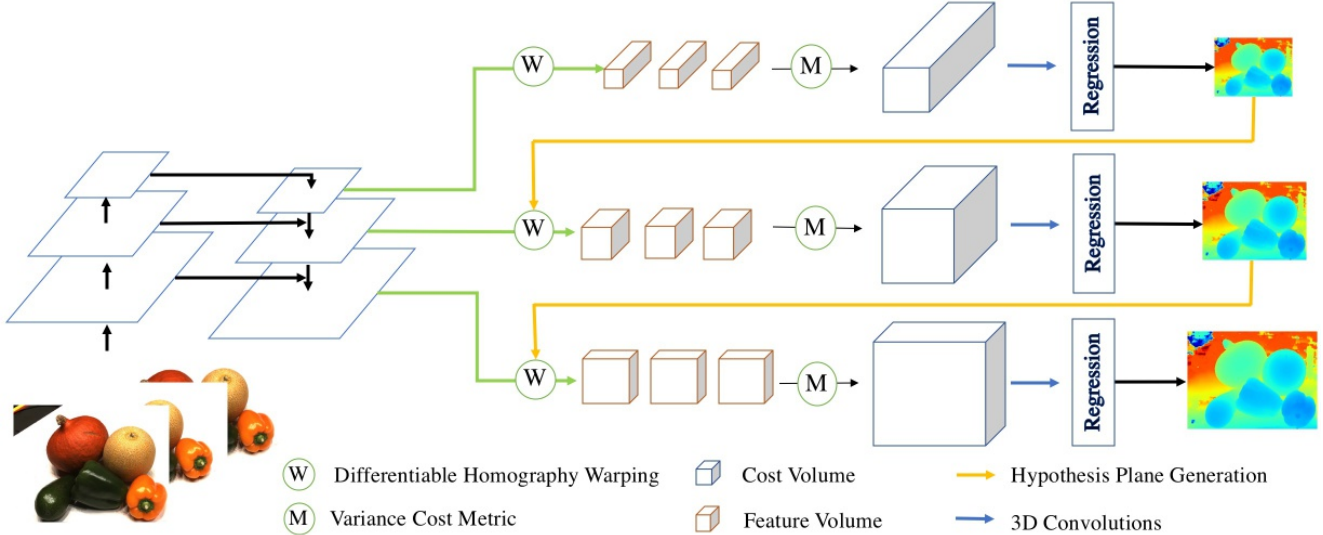 W
M
Regression
W
M
Regression
W
M
Regression
W Differentiable Homography Warping
Cost Volume
Hypothesis Plane Generation
M Variance Cost Metric
Feature Volume
3D Convolutions